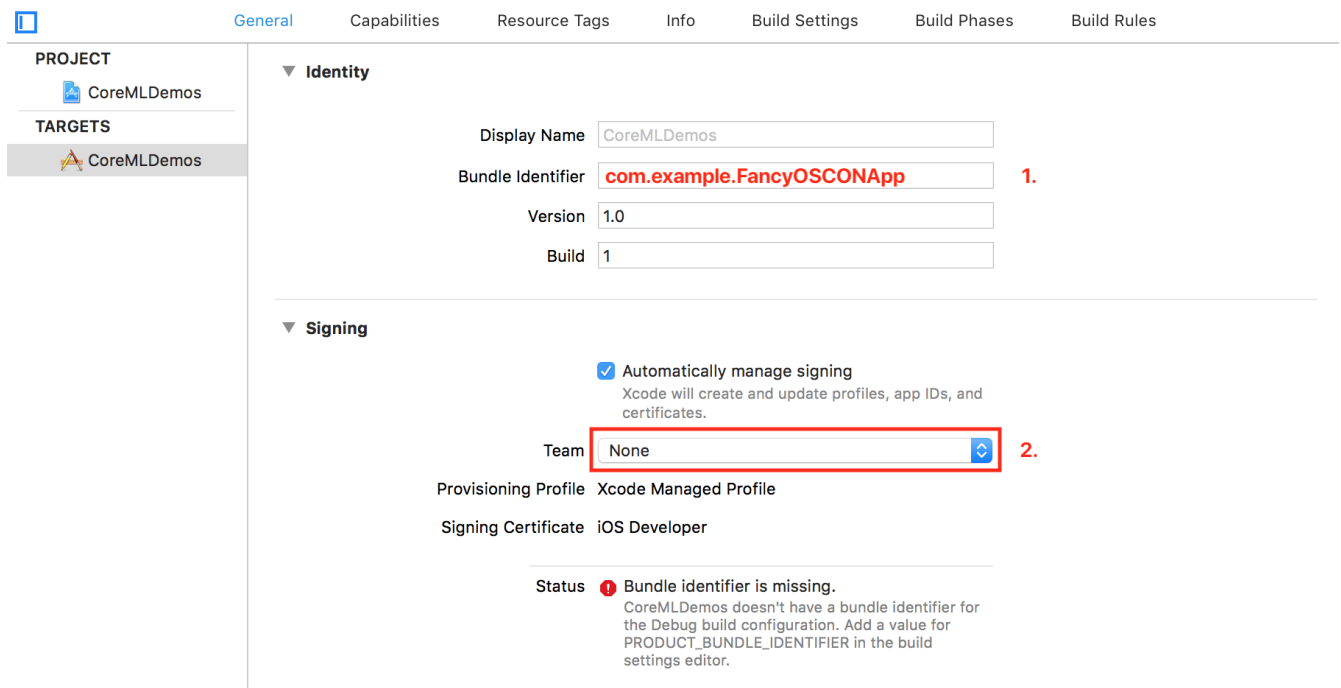 General Capabilities Resource Tags Info Build Settings Build Phases Build Rules
PROJECT
CoreMLDemos
TARGETS
CoreMLDemos
Identity
Display Name CoreMLDemos
Bundle Identifier com.example.FancyOSCONApp 1.
Version 1.0
Build 1
Signing
Automatically manage signing
Xcode will create and update profiles, app IDs, and
certificates.
Team None 2.
Provisioning Profile Xcode Managed Profile
Signing Certificate iOS Developer
Status Bundle identifier is missing.
CoreMLDemos doesn't have a bundle identifier for
the Debug build configuration. Add a value for
PRODUCT_BUNDLE_IDENTIFIER in the build
settings editor.